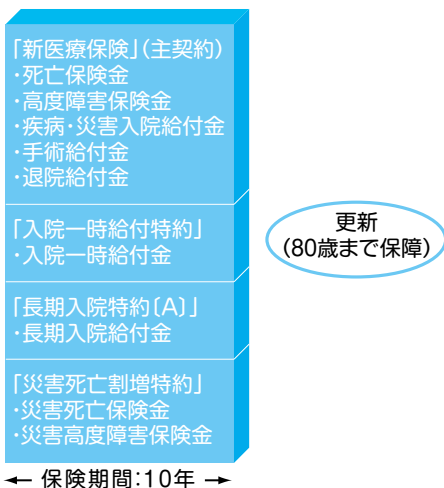 「新医療保険」(主契約)
・死亡保険金
・高度障害保険金
・疾病・災害入院給付金
・手術給付金
・退院給付金
「入院一時給付特約」
・入院一時給付金
「長期入院特約〔A〕」
・長期入院給付金
「災害死亡割増特約」
・災害死亡保険金
・災害高度障害保険金
更新
(80歳まで保障)
← 保険期間:10年 →